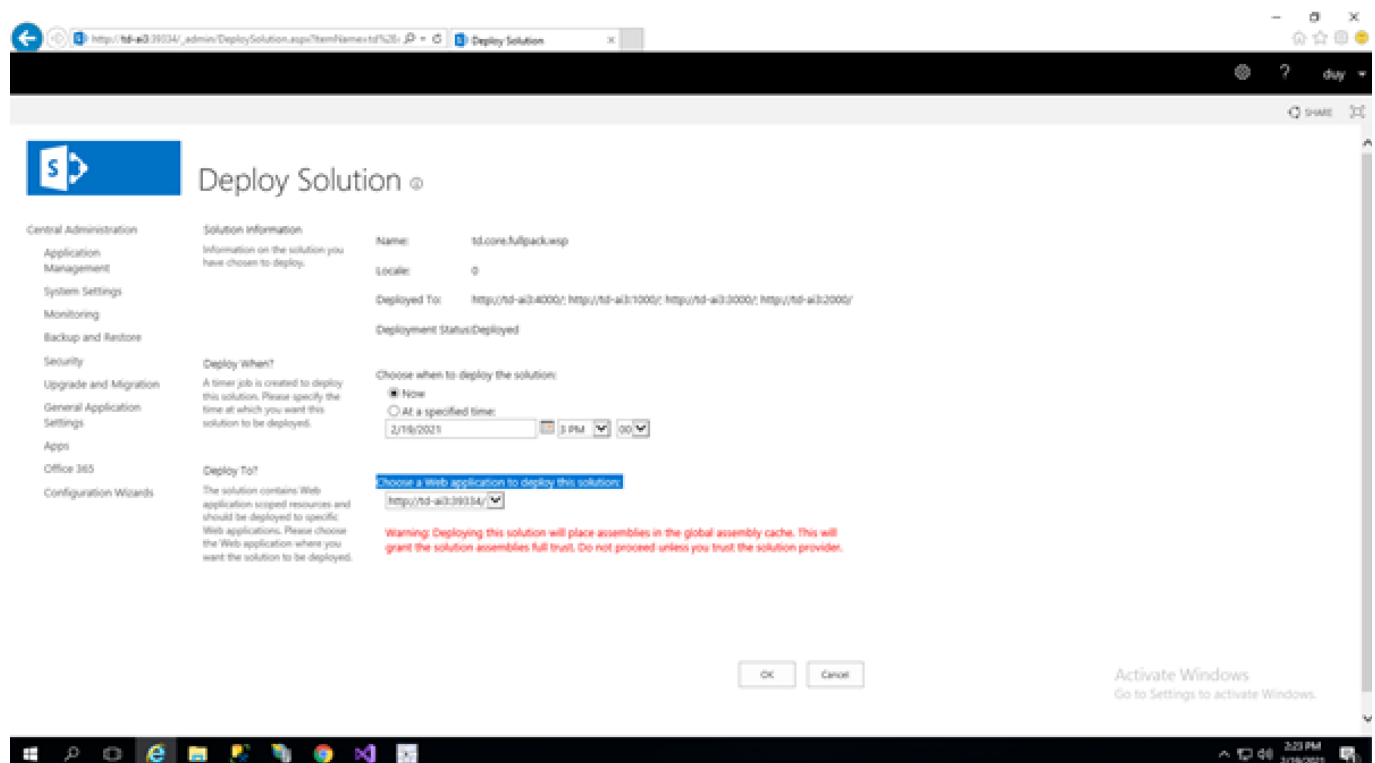 http://td-ai3:39334/_admin/DeploySolution.aspx?ItemName=td%2E
Deploy Solution
duy
SHARE
Deploy Solution
Central Administration
Application
Management
System Settings
Monitoring
Backup and Restore
Security
Upgrade and Migration
General Application
Settings
Apps
Office 365
Configuration Wizards
Solution Information
Information on the solution you
have chosen to deploy.
Name: td.core.fullpack.wsp
Locale: 0
Deployed To: http://td-ai3:4000/; http://td-ai3:1000/; http://td-ai3:3000/; http://td-ai3:2000/
Deployment Status:Deployed
Deploy When?
A timer job is created to deploy
this solution. Please specify the
time at which you want this
solution to be deployed.
Choose when to deploy the solution:
Now
At a specified time:
2/19/2021 3 PM 00
Deploy To?
The solution contains Web
application scoped resources and
should be deployed to specific
Web applications. Please choose
the Web application where you
want the solution to be deployed.
Choose a Web application to deploy this solution:
http://td-ai3:39334/
Warning: Deploying this solution will place assemblies in the global assembly cache. This will
grant the solution assemblies full trust. Do not proceed unless you trust the solution provider.
OK Cancel
Activate Windows
Go to Settings to activate Windows.
2:23 PM
2/19/2021